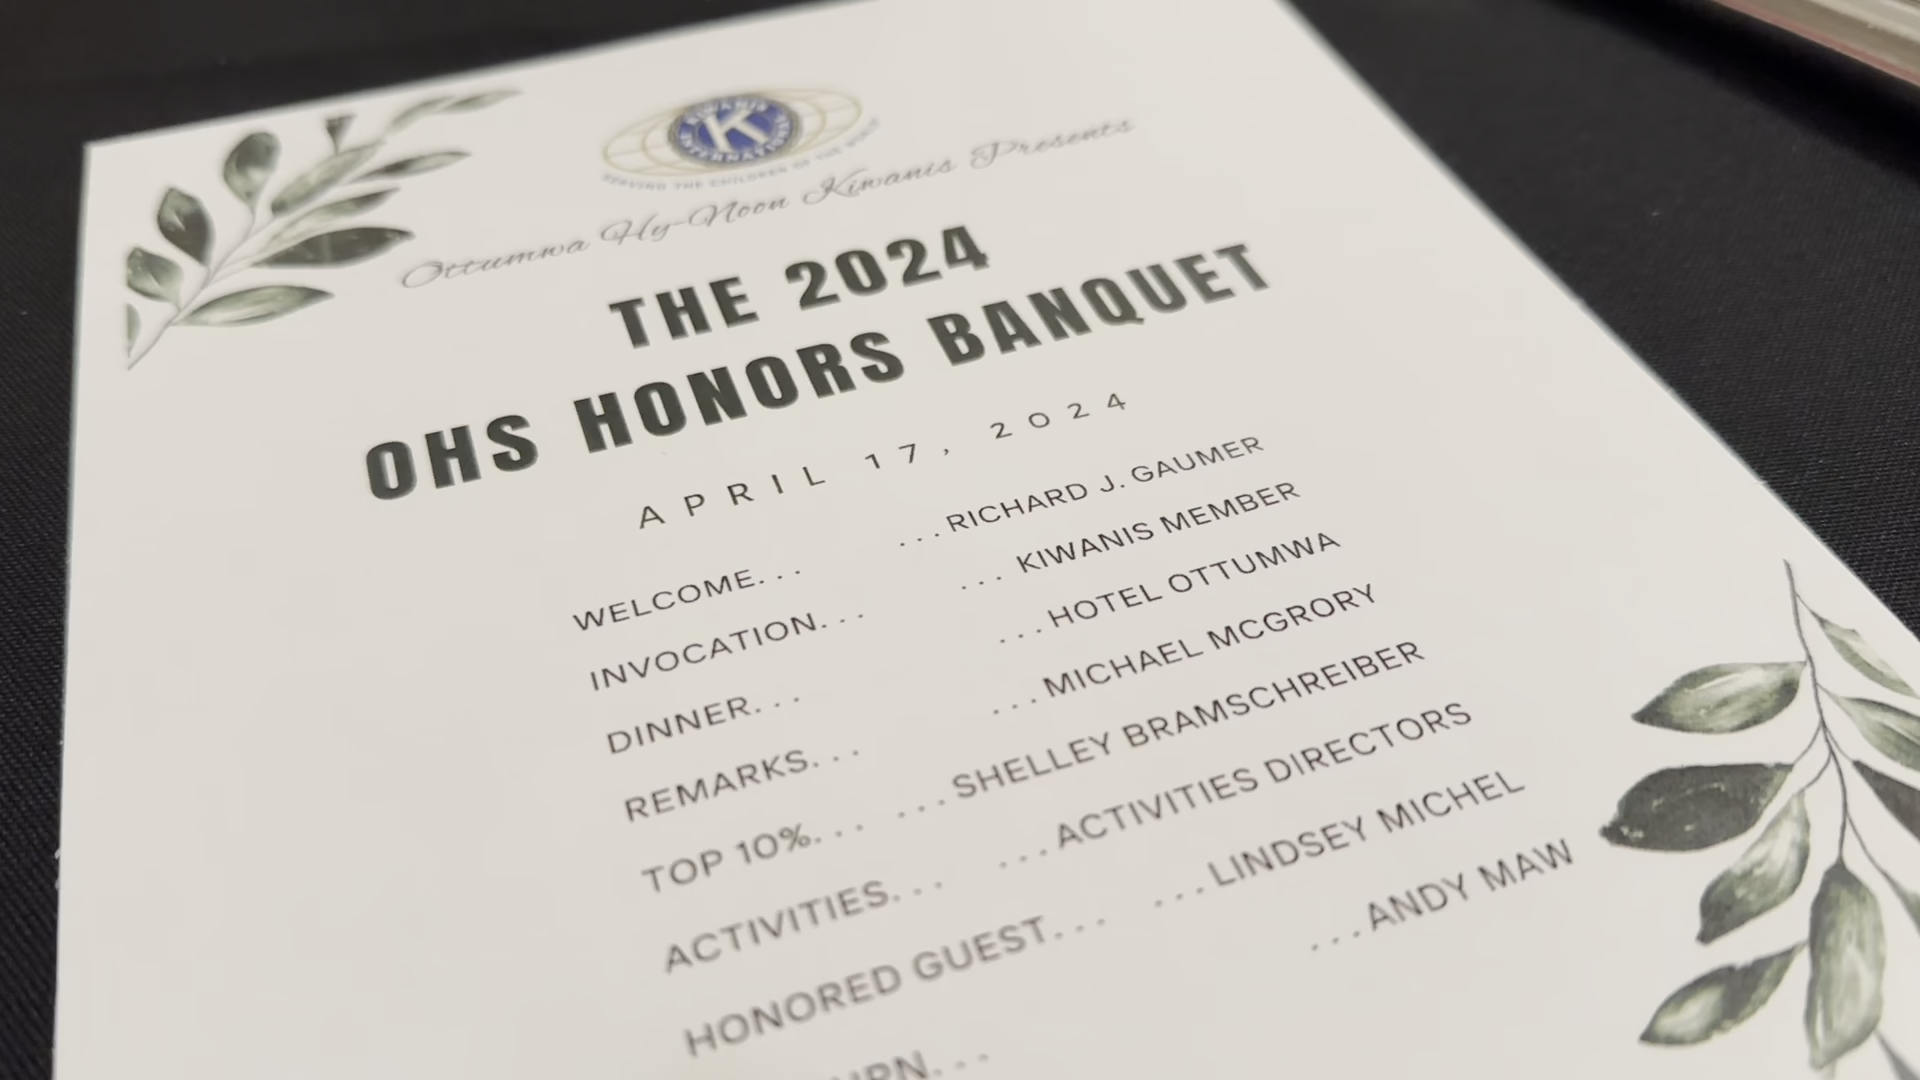 KIWANIS INTERNATIONAL
K
SERVING THE CHILDREN OF THE WORLD
Ottumwa Hy-Noon Kiwanis Presents
THE 2024
OHS HONORS BANQUET
APRIL 17, 2024
WELCOME... ...RICHARD J. GAUMER
INVOCATION... ... KIWANIS MEMBER
DINNER... ...HOTEL OTTUMWA
REMARKS... ...MICHAEL MCGRORY
TOP 10%... ...SHELLEY BRAMSCHREIBER
ACTIVITIES... ...ACTIVITIES DIRECTORS
HONORED GUEST... ...LINDSEY MICHEL
...ANDY MAW